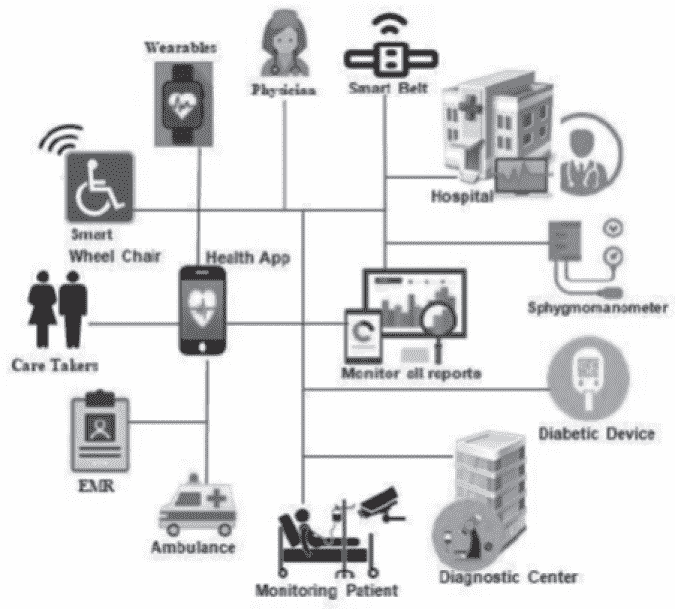 Wearables
Physician
Smart Belt
Hospital
Smart
Wheel Chair
Health App
Sphygmomanometer
Care Takers
Monitor all reports
Diabetic Device
EMR
Ambulance
Monitoring Patient
Diagnostic Center